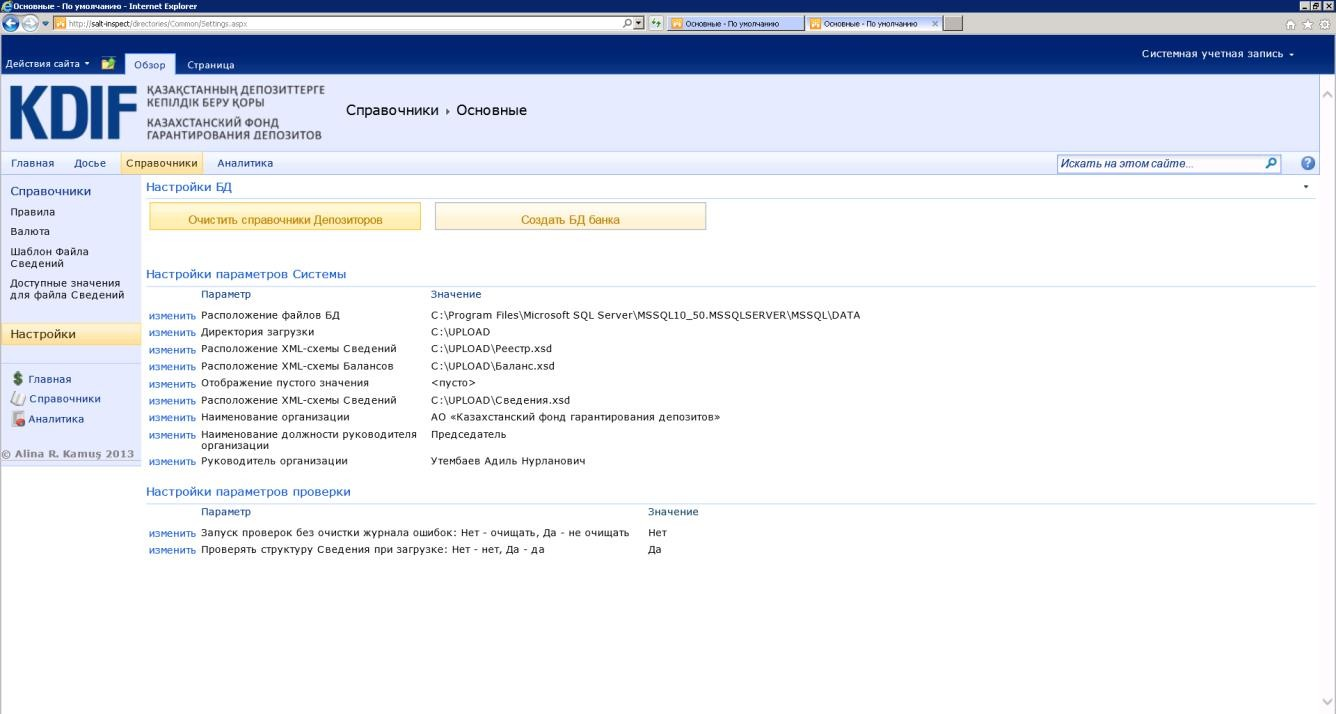 Основные - По умолчанию - Internet Explorer
http://salt-inspect/directories/Common/Settings.aspx
Основные - По умолчанию
Основные - По умолчанию
Действия сайта
Обзор
Страница
Системная учетная запись
KDIF
ҚАЗАҚСТАННЫҢ ДЕПОЗИТТЕРГЕ
КЕПІЛДІК БЕРУ ҚОРЫ
КАЗАХСТАНСКИЙ ФОНД
ГАРАНТИРОВАНИЯ ДЕПОЗИТОВ
Справочники ▸ Основные
Главная
Досье
Справочники
Аналитика
Искать на этом сайте...
Справочники
Правила
Валюта
Шаблон Файла
Сведений
Доступные значения
для файла Сведений
Настройки
Главная
Справочники
Аналитика
© Alina R. Kamuş 2013
Настройки БД
Очистить справочники Депозиторов
Создать БД банка
Настройки параметров Системы
Параметр Значение
изменить Расположение файлов БД C:\Program Files\Microsoft SQL Server\MSSQL10_50.MSSQLSERVER\MSSQL\DATA
изменить Директория загрузки C:\UPLOAD
изменить Расположение XML-схемы Сведений C:\UPLOAD\Реестр.xsd
изменить Расположение XML-схемы Балансов C:\UPLOAD\Баланс.xsd
изменить Отображение пустого значения <пусто>
изменить Расположение XML-схемы Сведений C:\UPLOAD\Сведения.xsd
изменить Наименование организации АО «Казахстанский фонд гарантирования депозитов»
изменить Наименование должности руководителя Председатель
организации
изменить Руководитель организации Утембаев Адиль Нурланович
Настройки параметров проверки
Параметр Значение
изменить Запуск проверок без очистки журнала ошибок: Нет - очищать, Да - не очищать Нет
изменить Проверять структуру Сведения при загрузке: Нет - нет, Да - да Да